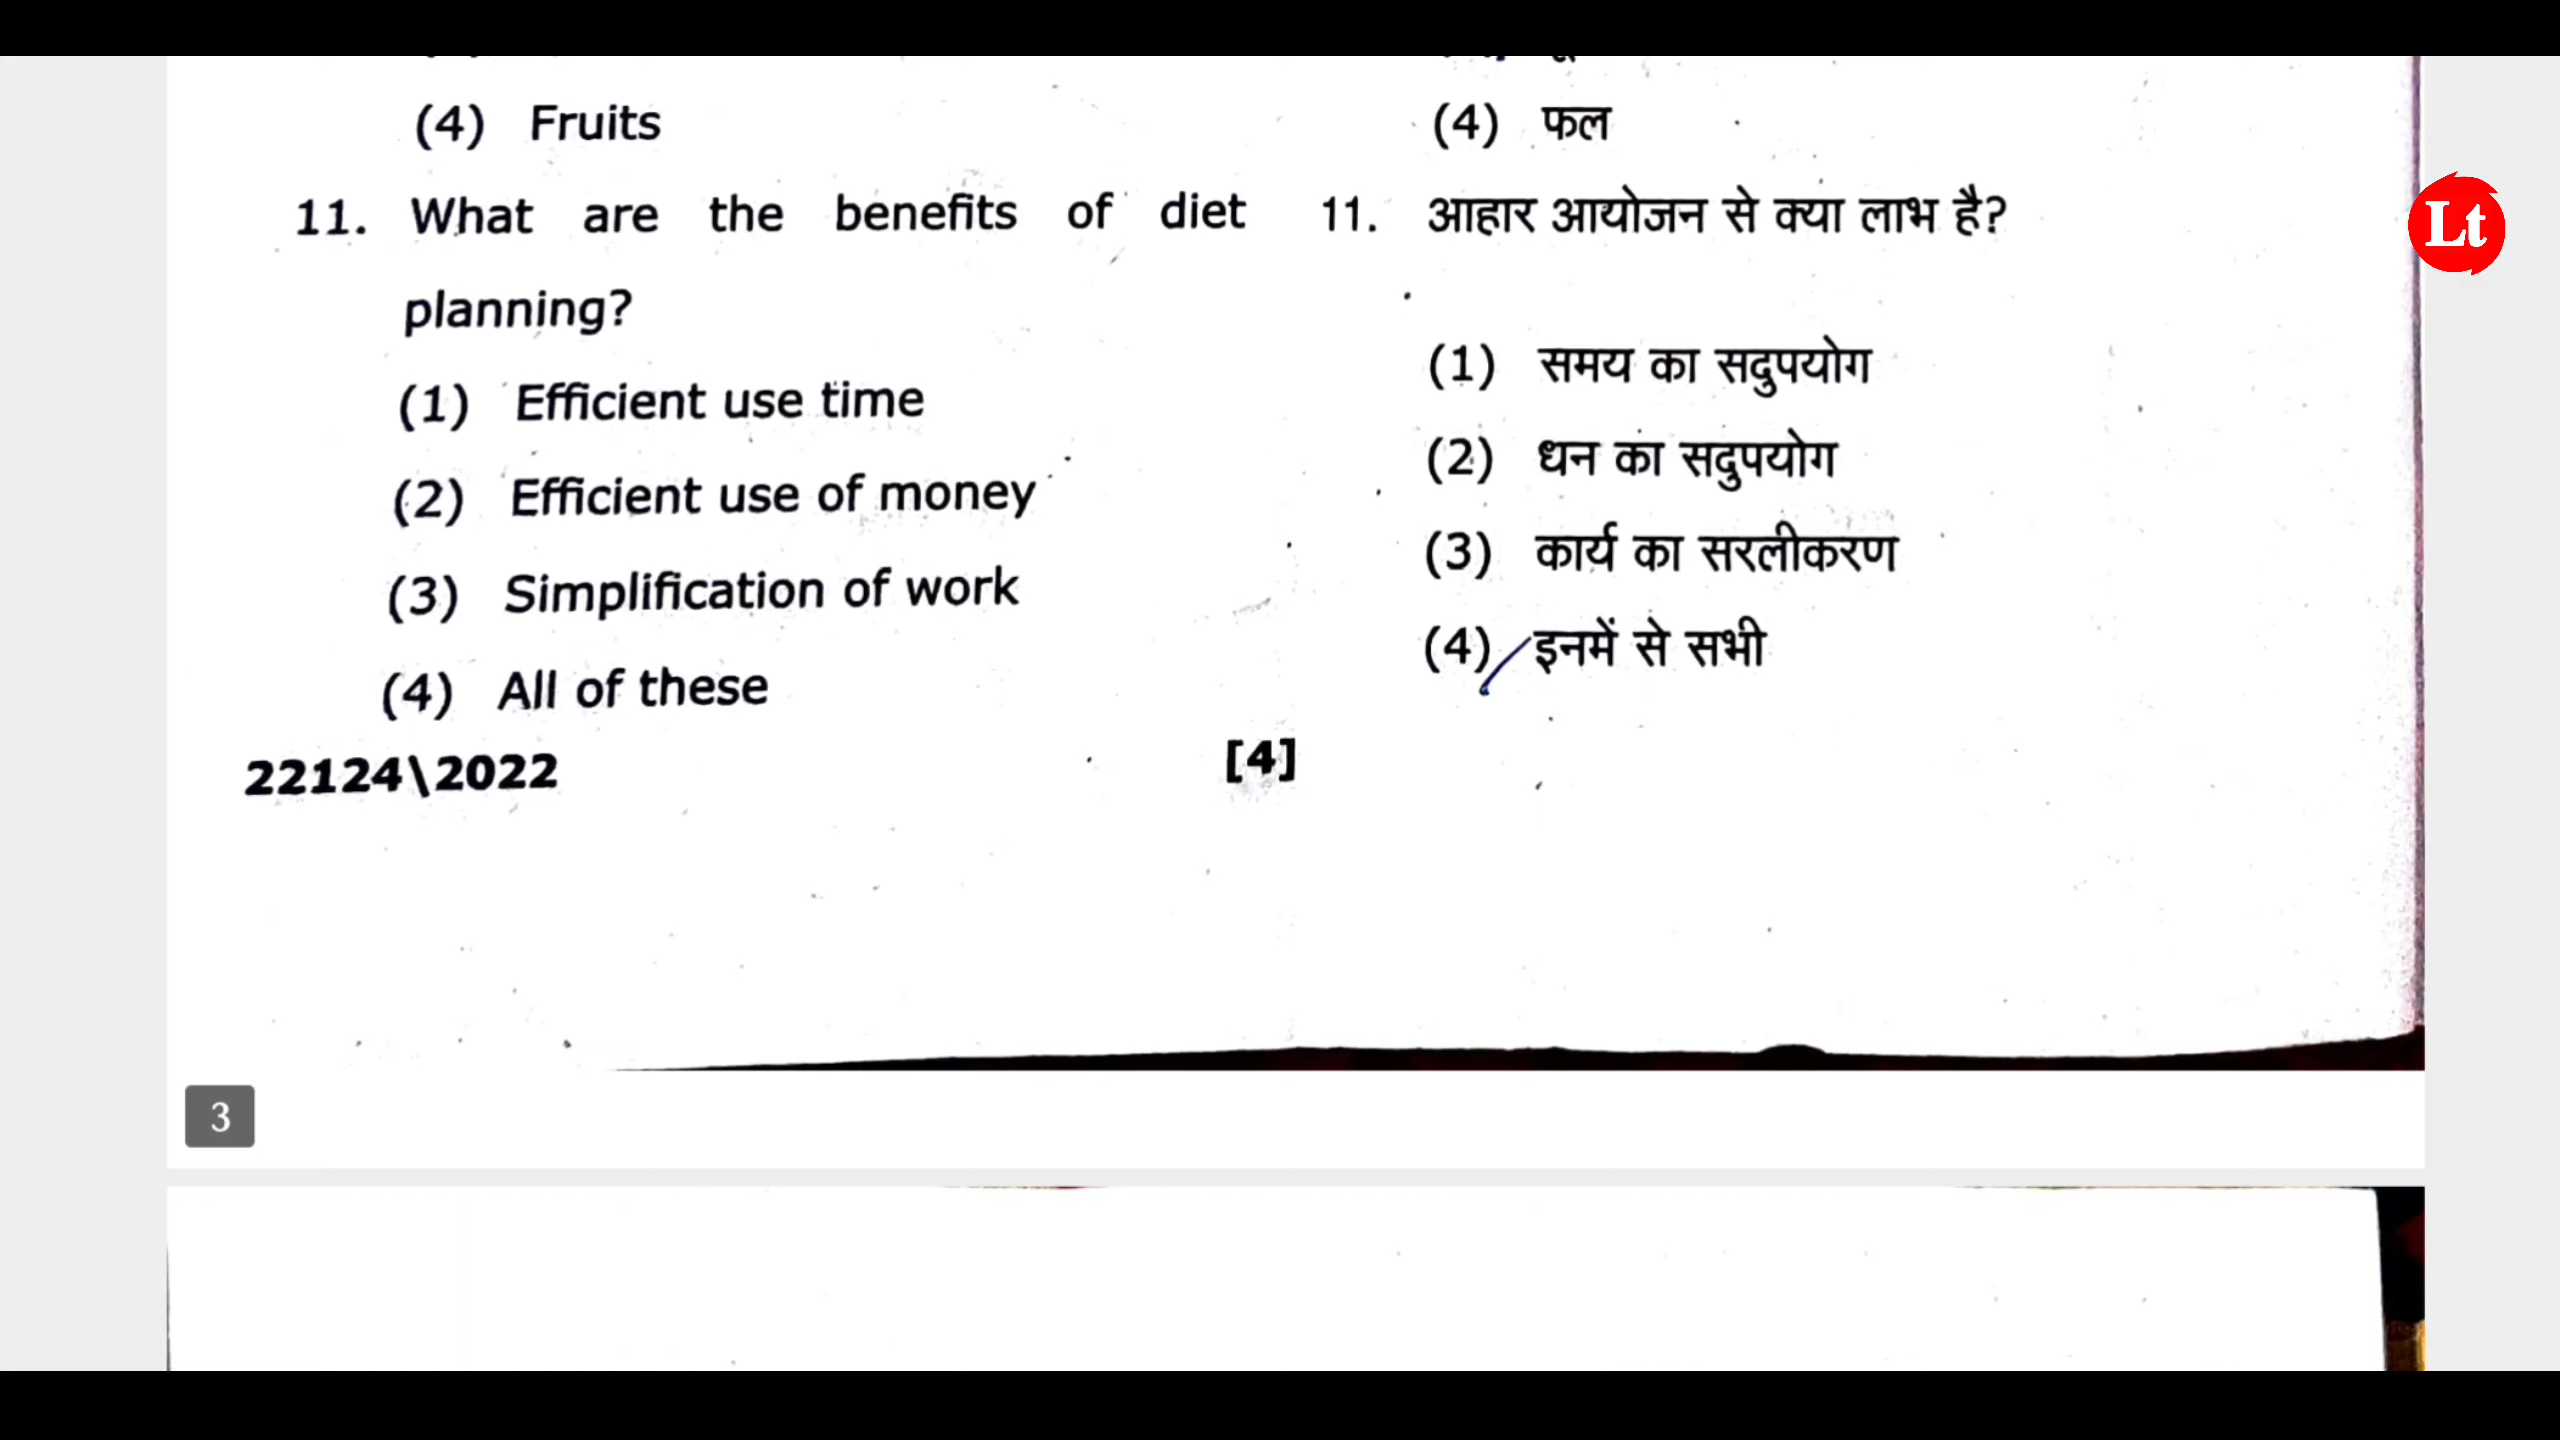 (4) Fruits
11. What are the benefits of diet
planning?
(1) Efficient use time
(2) Efficient use of money
(3) Simplification of work
(4) All of these
22124\2022
(4) फल
11. आहार आयोजन से क्या लाभ है?
(1) समय का सदुपयोग
(2) धन का सदुपयोग
(3) कार्य का सरलीकरण
(4) इनमें से सभी
[4]
Lt
3